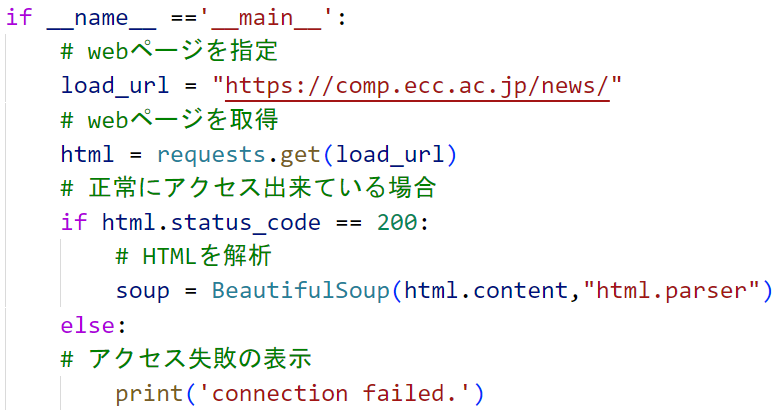 if __name__ =='__main__':
    # webページを指定
    load_url = "https://comp.ecc.ac.jp/news/"
    # webページを取得
    html = requests.get(load_url)
    # 正常にアクセス出来ている場合
    if html.status_code == 200:
        # HTMLを解析
        soup = BeautifulSoup(html.content,"html.parser")
    else:
    # アクセス失敗の表示
        print('connection failed.')